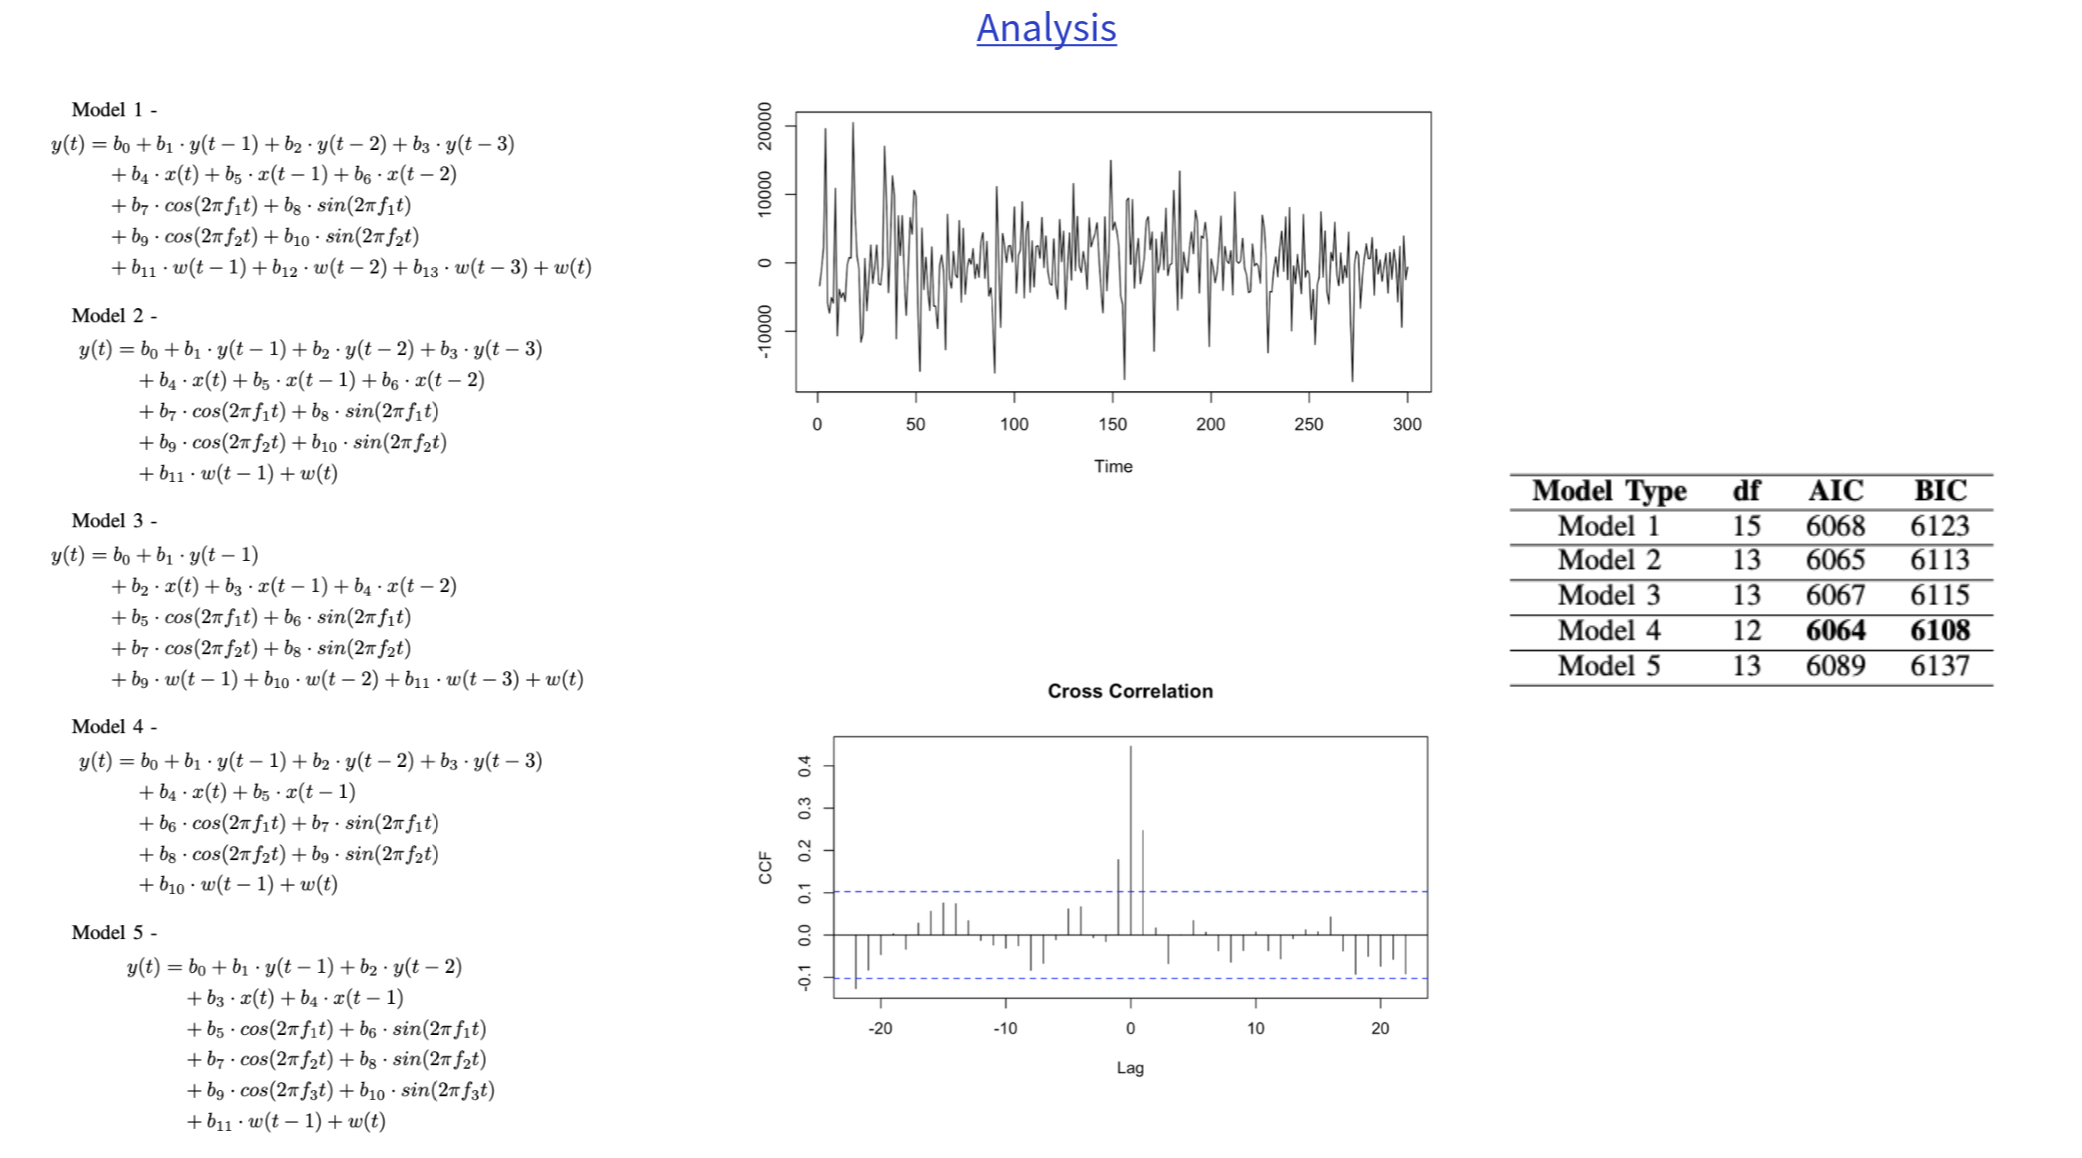 Analysis
Model 1 -
y(t) = b₀ + b₁ · y(t − 1) + b₂ · y(t − 2) + b₃ · y(t − 3)
+ b₄ · x(t) + b₅ · x(t − 1) + b₆ · x(t − 2)
+ b₇ · cos(2πf₁t) + b₈ · sin(2πf₁t)
+ b₉ · cos(2πf₂t) + b₁₀ · sin(2πf₂t)
+ b₁₁ · w(t − 1) + b₁₂ · w(t − 2) + b₁₃ · w(t − 3) + w(t)
Model 2 -
y(t) = b₀ + b₁ · y(t − 1) + b₂ · y(t − 2) + b₃ · y(t − 3)
+ b₄ · x(t) + b₅ · x(t − 1) + b₆ · x(t − 2)
+ b₇ · cos(2πf₁t) + b₈ · sin(2πf₁t)
+ b₉ · cos(2πf₂t) + b₁₀ · sin(2πf₂t)
+ b₁₁ · w(t − 1) + w(t)
Model 3 -
y(t) = b₀ + b₁ · y(t − 1)
+ b₂ · x(t) + b₃ · x(t − 1) + b₄ · x(t − 2)
+ b₅ · cos(2πf₁t) + b₆ · sin(2πf₁t)
+ b₇ · cos(2πf₂t) + b₈ · sin(2πf₂t)
+ b₉ · w(t − 1) + b₁₀ · w(t − 2) + b₁₁ · w(t − 3) + w(t)
Model 4 -
y(t) = b₀ + b₁ · y(t − 1) + b₂ · y(t − 2) + b₃ · y(t − 3)
+ b₄ · x(t) + b₅ · x(t − 1)
+ b₆ · cos(2πf₁t) + b₇ · sin(2πf₁t)
+ b₈ · cos(2πf₂t) + b₉ · sin(2πf₂t)
+ b₁₀ · w(t − 1) + w(t)
Model 5 -
y(t) = b₀ + b₁ · y(t − 1) + b₂ · y(t − 2)
+ b₃ · x(t) + b₄ · x(t − 1)
+ b₅ · cos(2πf₁t) + b₆ · sin(2πf₁t)
+ b₇ · cos(2πf₂t) + b₈ · sin(2πf₂t)
+ b₉ · cos(2πf₃t) + b₁₀ · sin(2πf₃t)
+ b₁₁ · w(t − 1) + w(t)
20000
10000
0
-10000
0 50 100 150 200 250 300
Time
Cross Correlation
CCF
0.4
0.3
0.2
0.1
0.0
-0.1
-20 -10 0 10 20
Lag
Model Type df AIC BIC
Model 1 15 6068 6123
Model 2 13 6065 6113
Model 3 13 6067 6115
Model 4 12 6064 6108
Model 5 13 6089 6137